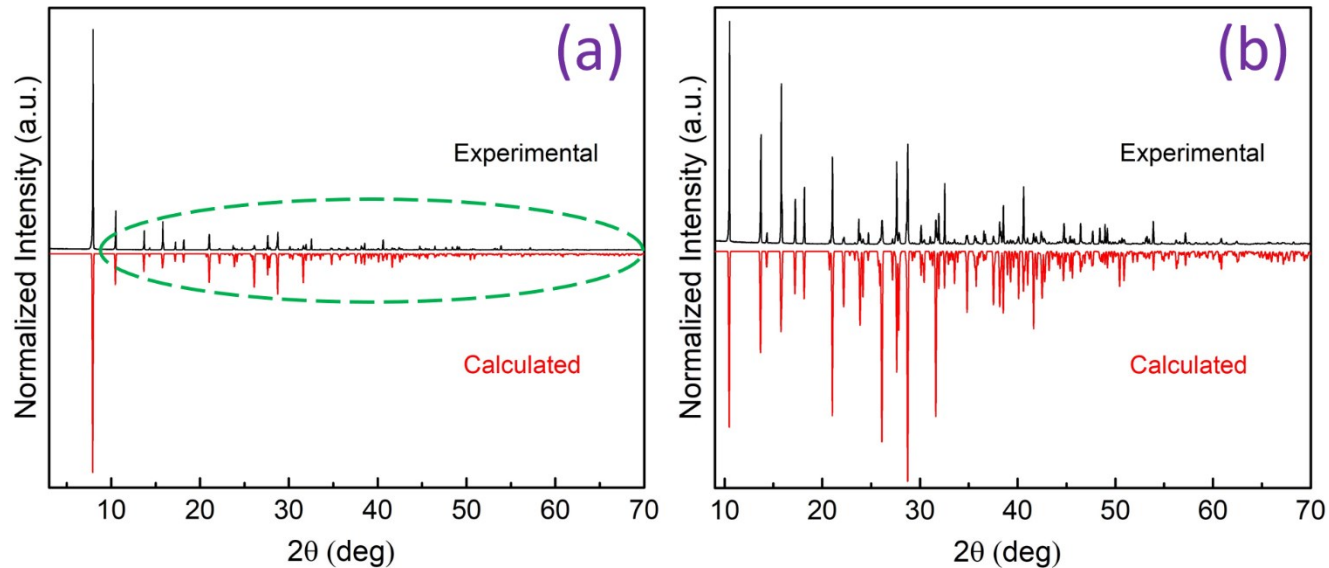 (a)
Normalized Intensity (a.u.)
Experimental
Calculated
10 20 30 40 50 60 70
2θ (deg)
(b)
Normalized Intensity (a.u.)
Experimental
Calculated
10 20 30 40 50 60 70
2θ (deg)